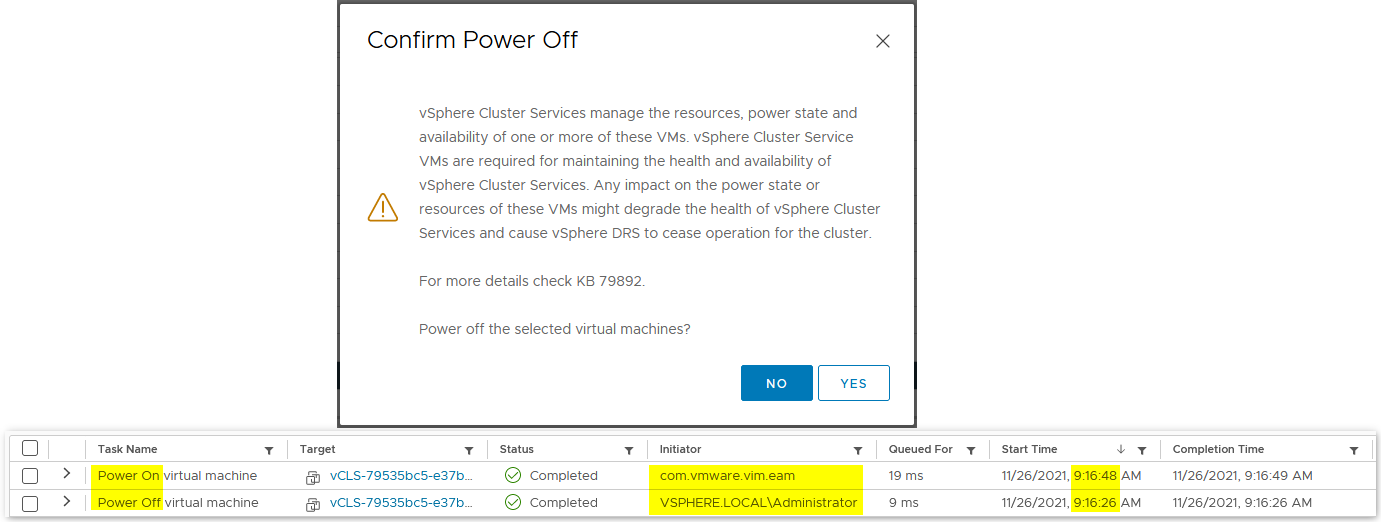 Confirm Power Off
vSphere Cluster Services manage the resources, power state and
availability of one or more of these VMs. vSphere Cluster Service
VMs are required for maintaining the health and availability of
vSphere Cluster Services. Any impact on the power state or
resources of these VMs might degrade the health of vSphere Cluster
Services and cause vSphere DRS to cease operation for the cluster.
For more details check KB 79892.
Power off the selected virtual machines?
NO YES
Task Name Target Status Initiator Queued For Start Time Completion Time
Power On virtual machine vCLS-79535bc5-e37b... Completed com.vmware.vim.eam 19 ms 11/26/2021, 9:16:48 AM 11/26/2021, 9:16:49 AM
Power Off virtual machine vCLS-79535bc5-e37b... Completed VSPHERE.LOCAL\Administrator 9 ms 11/26/2021, 9:16:26 AM 11/26/2021, 9:16:26 AM